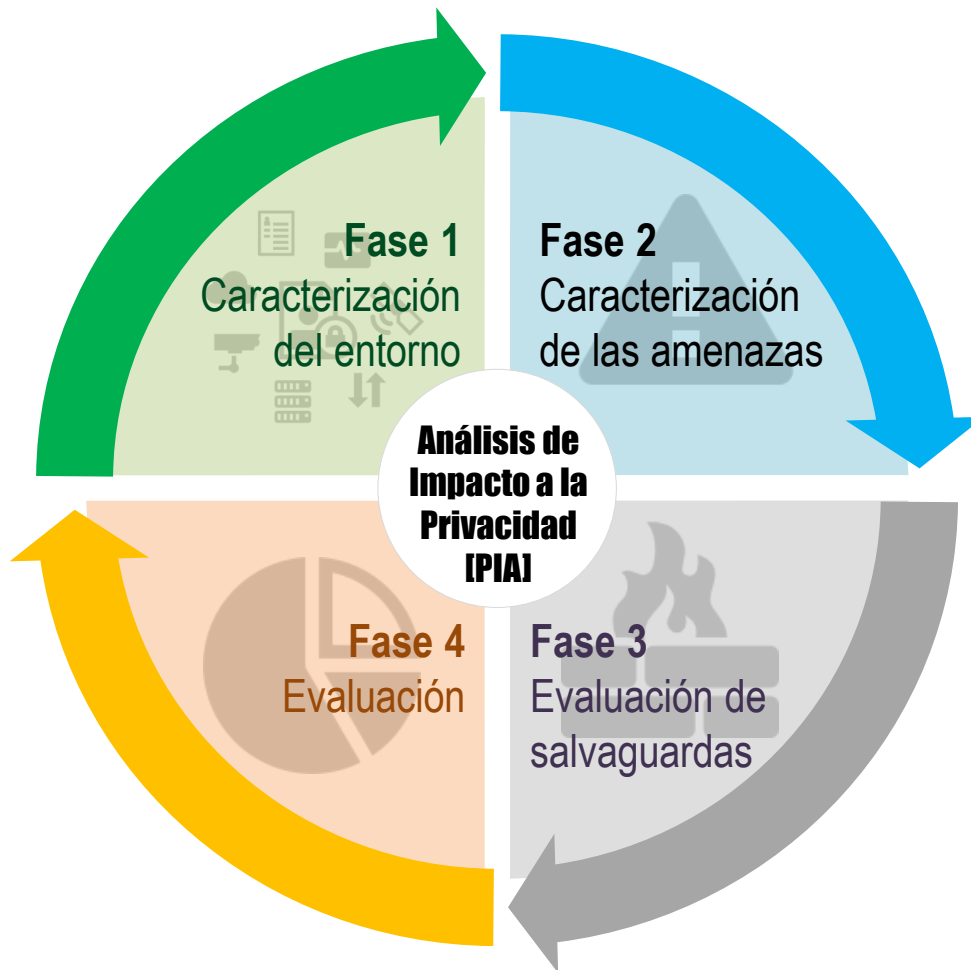 Fase 1
Caracterización
del entorno
Fase 2
Caracterización
de las amenazas
Análisis de
Impacto a la
Privacidad
[PIA]
Fase 4
Evaluación
Fase 3
Evaluación de
salvaguardas